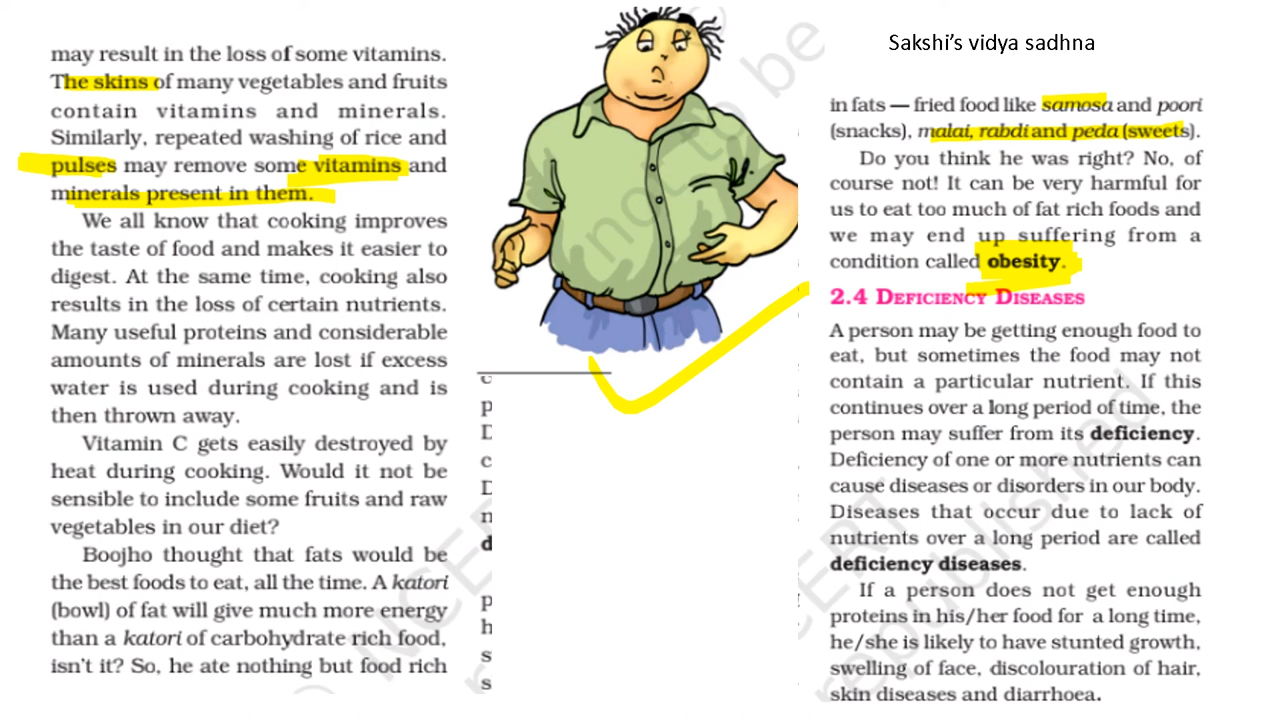 may result in the loss of some vitamins.
The skins of many vegetables and fruits
contain vitamins and minerals.
Similarly, repeated washing of rice and
pulses may remove some vitamins and
minerals present in them.
We all know that cooking improves
the taste of food and makes it easier to
digest. At the same time, cooking also
results in the loss of certain nutrients.
Many useful proteins and considerable
amounts of minerals are lost if excess
water is used during cooking and is
then thrown away.
Vitamin C gets easily destroyed by
heat during cooking. Would it not be
sensible to include some fruits and raw
vegetables in our diet?
Boojho thought that fats would be
the best foods to eat, all the time. A katori
(bowl) of fat will give much more energy
than a katori of carbohydrate rich food,
isn't it? So, he ate nothing but food rich
not to be
c
p
D
c
D
n
d
p
h
s
s
Sakshi's vidya sadhna
in fats — fried food like samosa and poori
(snacks), malai, rabdi and peda (sweets).
Do you think he was right? No, of
course not! It can be very harmful for
us to eat too much of fat rich foods and
we may end up suffering from a
condition called obesity.
2.4 DEFICIENCY DISEASES
A person may be getting enough food to
eat, but sometimes the food may not
contain a particular nutrient. If this
continues over a long period of time, the
person may suffer from its deficiency.
Deficiency of one or more nutrients can
cause diseases or disorders in our body.
Diseases that occur due to lack of
nutrients over a long period are called
deficiency diseases.
If a person does not get enough
proteins in his/her food for a long time,
he/she is likely to have stunted growth,
swelling of face, discolouration of hair,
skin diseases and diarrhoea.
© NCERT
republished